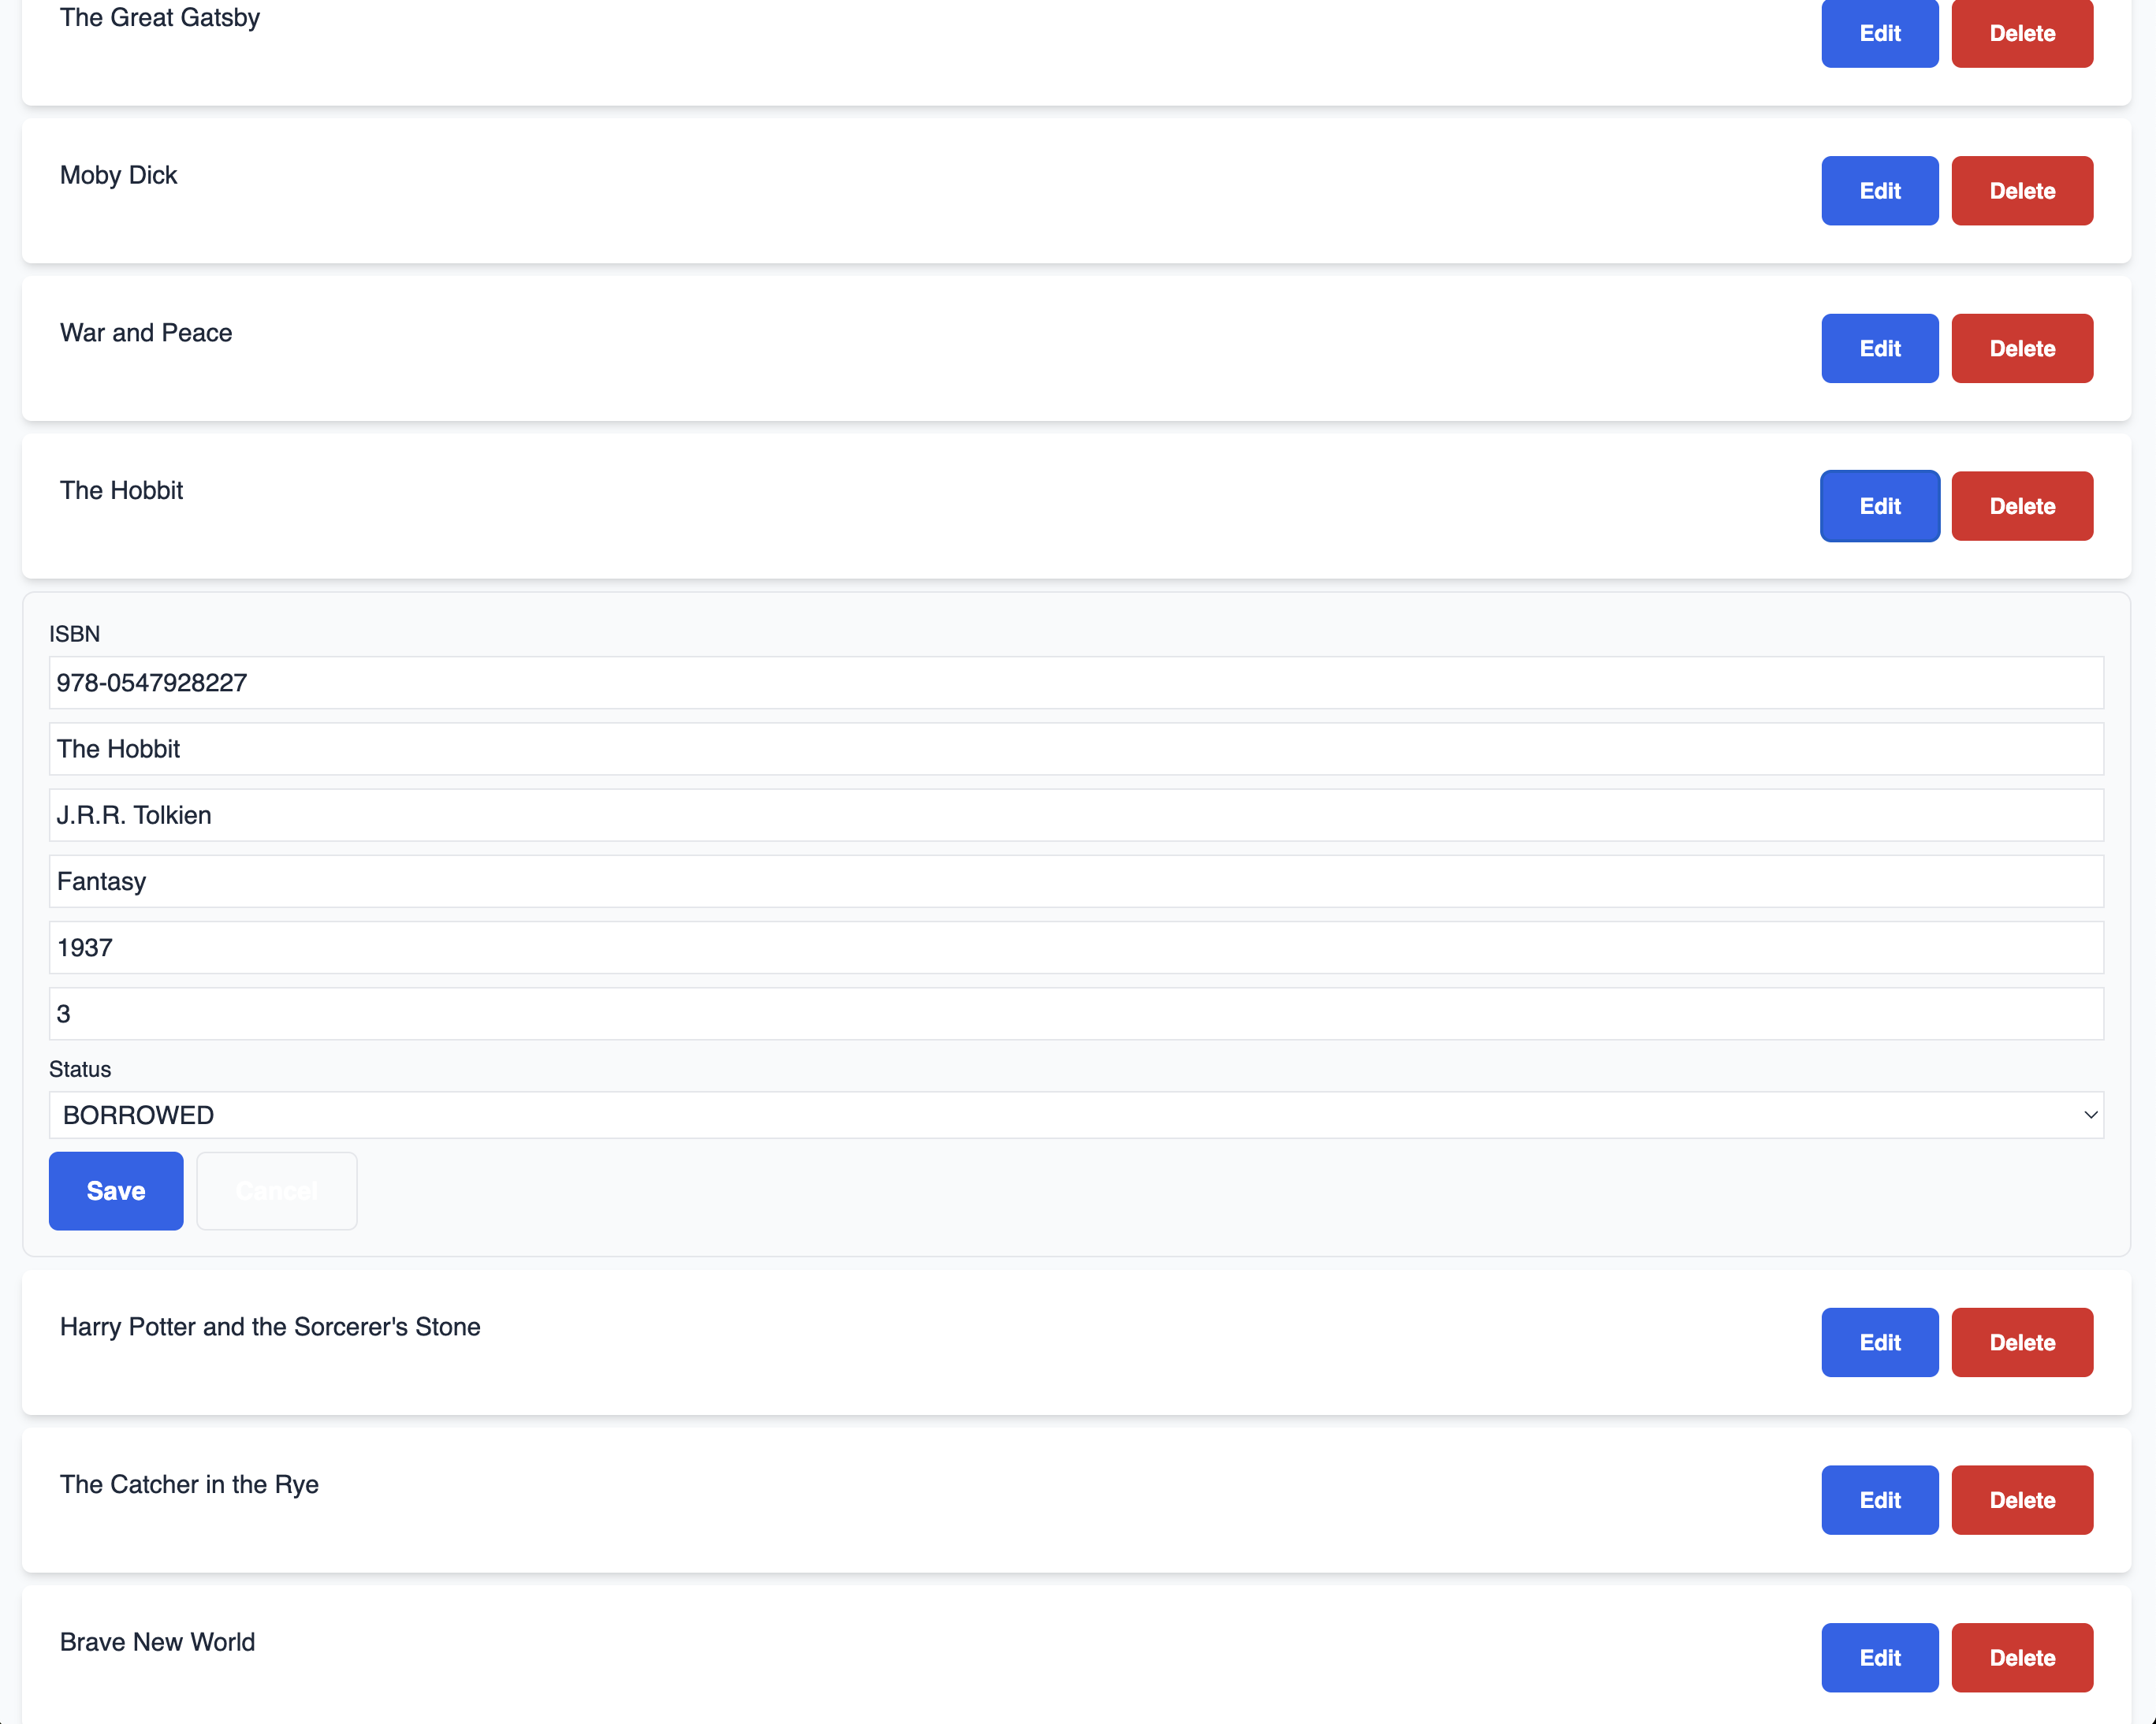 The Great Gatsby Edit Delete
Moby Dick Edit Delete
War and Peace Edit Delete
The Hobbit Edit Delete
ISBN
978-0547928227
The Hobbit
J.R.R. Tolkien
Fantasy
1937
3
Status
BORROWED
Save Cancel
Harry Potter and the Sorcerer's Stone Edit Delete
The Catcher in the Rye Edit Delete
Brave New World Edit Delete